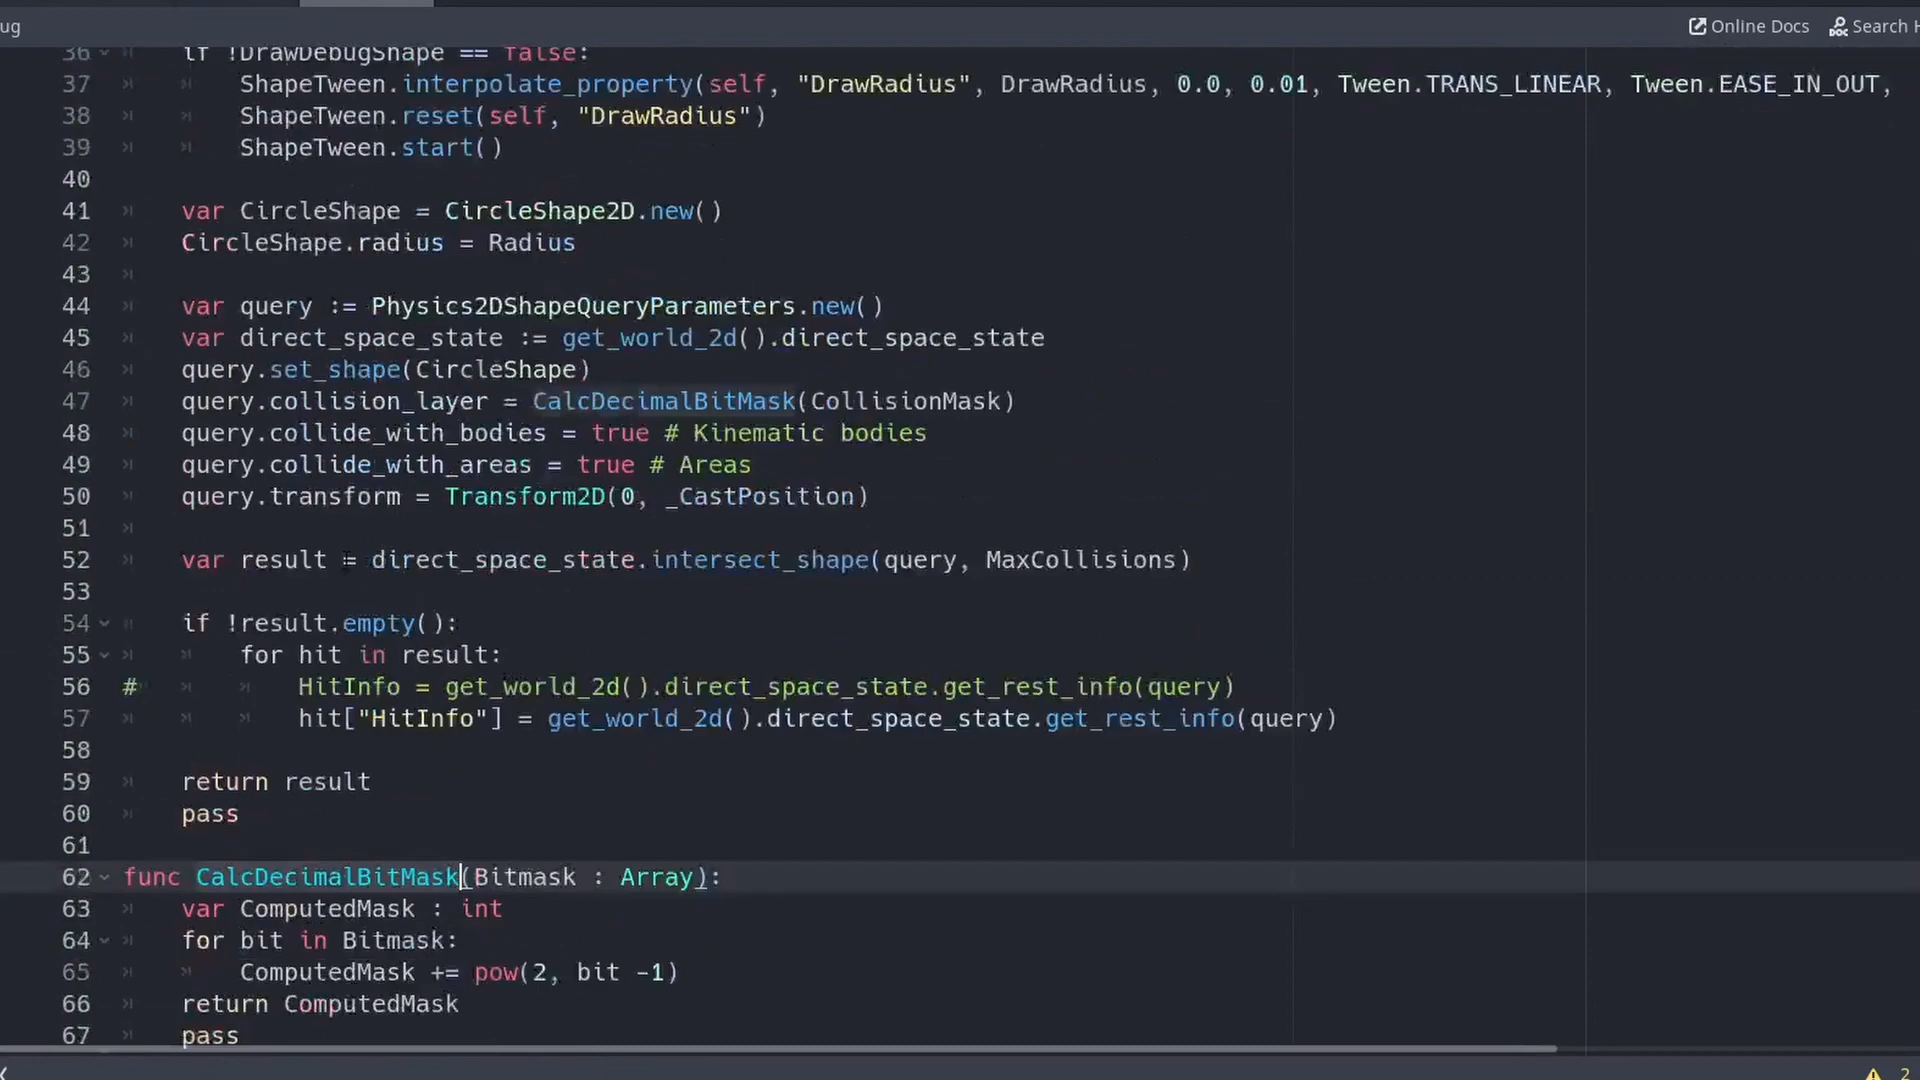 ug
Online Docs
Search H
36 if !DrawDebugShape == false:
37 ShapeTween.interpolate_property(self, "DrawRadius", DrawRadius, 0.0, 0.01, Tween.TRANS_LINEAR, Tween.EASE_IN_OUT,
38 ShapeTween.reset(self, "DrawRadius")
39 ShapeTween.start()
40
41 var CircleShape = CircleShape2D.new()
42 CircleShape.radius = Radius
43
44 var query := Physics2DShapeQueryParameters.new()
45 var direct_space_state := get_world_2d().direct_space_state
46 query.set_shape(CircleShape)
47 query.collision_layer = CalcDecimalBitMask(CollisionMask)
48 query.collide_with_bodies = true # Kinematic bodies
49 query.collide_with_areas = true # Areas
50 query.transform = Transform2D(0, _CastPosition)
51
52 var result = direct_space_state.intersect_shape(query, MaxCollisions)
53
54 if !result.empty():
55 for hit in result:
56 # HitInfo = get_world_2d().direct_space_state.get_rest_info(query)
57 hit["HitInfo"] = get_world_2d().direct_space_state.get_rest_info(query)
58
59 return result
60 pass
61
62 func CalcDecimalBitMask(Bitmask : Array):
63 var ComputedMask : int
64 for bit in Bitmask:
65 ComputedMask += pow(2, bit -1)
66 return ComputedMask
67 pass
2